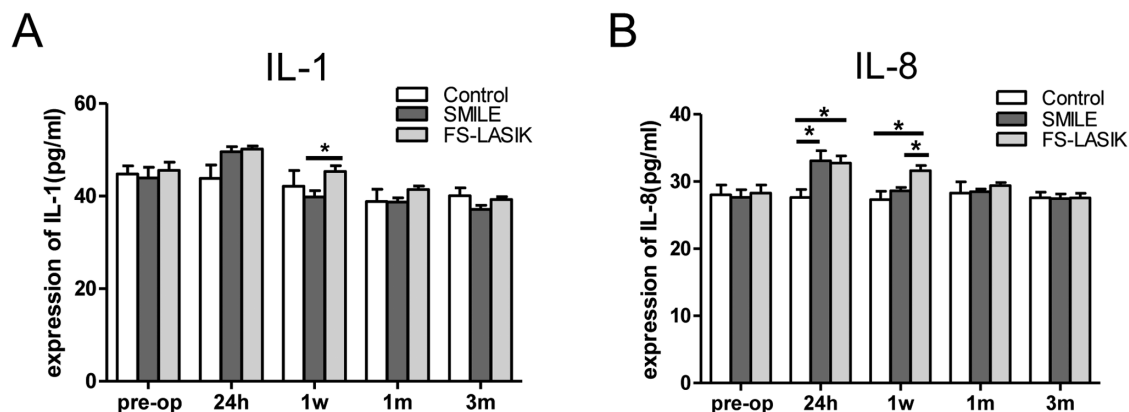 A
IL-1
Control
SMILE
FS-LASIK
expression of IL-1(pg/ml)
60
40
20
0
*
pre-op 24h 1w 1m 3m
B
IL-8
Control
SMILE
FS-LASIK
expression of IL-8(pg/ml)
40
30
20
10
0
*
*
*
*
pre-op 24h 1w 1m 3m